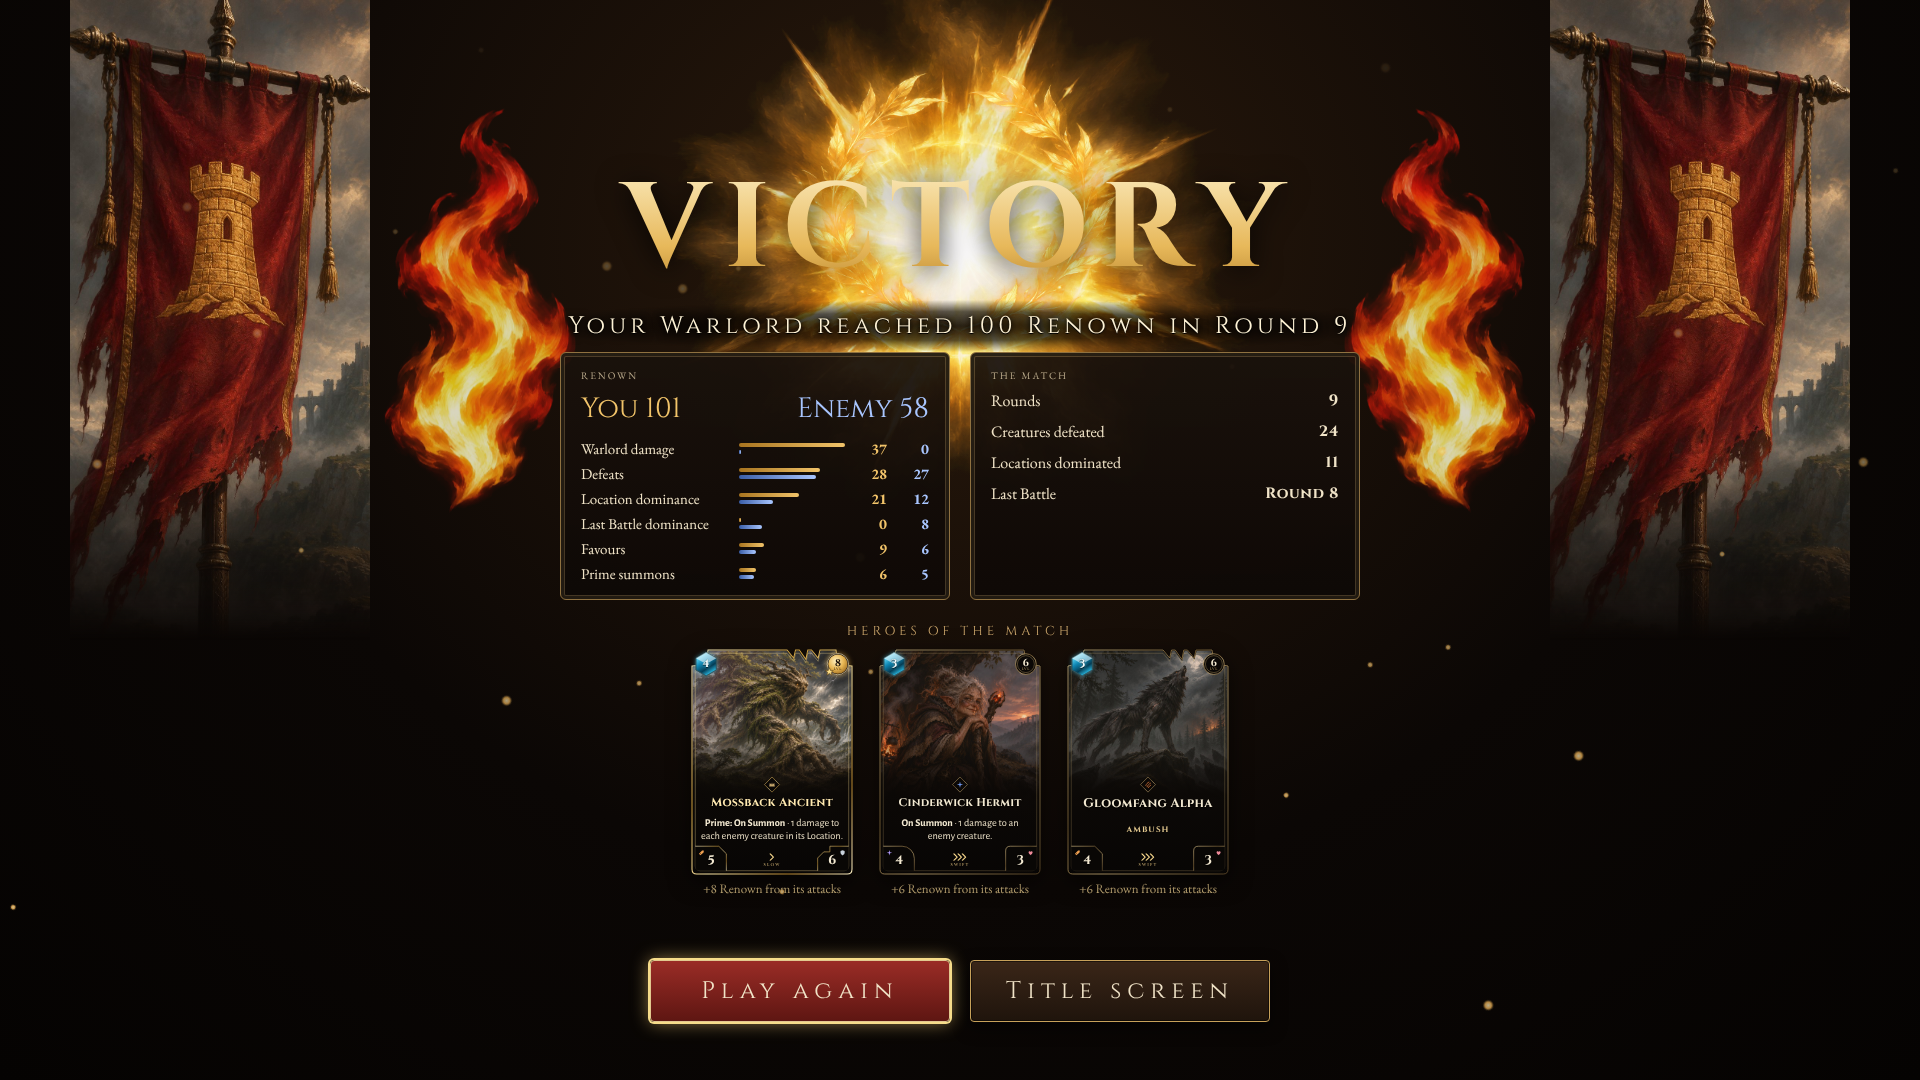 VICTORY
Your Warlord reached 100 Renown in Round 9
RENOWN
You 101 Enemy 58
Warlord damage 37 0
Defeats 28 27
Location dominance 21 12
Last Battle dominance 0 8
Favours 9 6
Prime summons 6 5
THE MATCH
Rounds 9
Creatures defeated 24
Locations dominated 11
Last Battle Round 8
HEROES OF THE MATCH
4 8
Mossback Ancient
Prime: On Summon · 1 damage to
each enemy creature in its Location.
5 SLOW 6
+8 Renown from its attacks
3 6
Cinderwick Hermit
On Summon · 1 damage to an
enemy creature.
4 SWIFT 3
+6 Renown from its attacks
3 6
Gloomfang Alpha
AMBUSH
4 SWIFT 3
+6 Renown from its attacks
Play again
Title screen